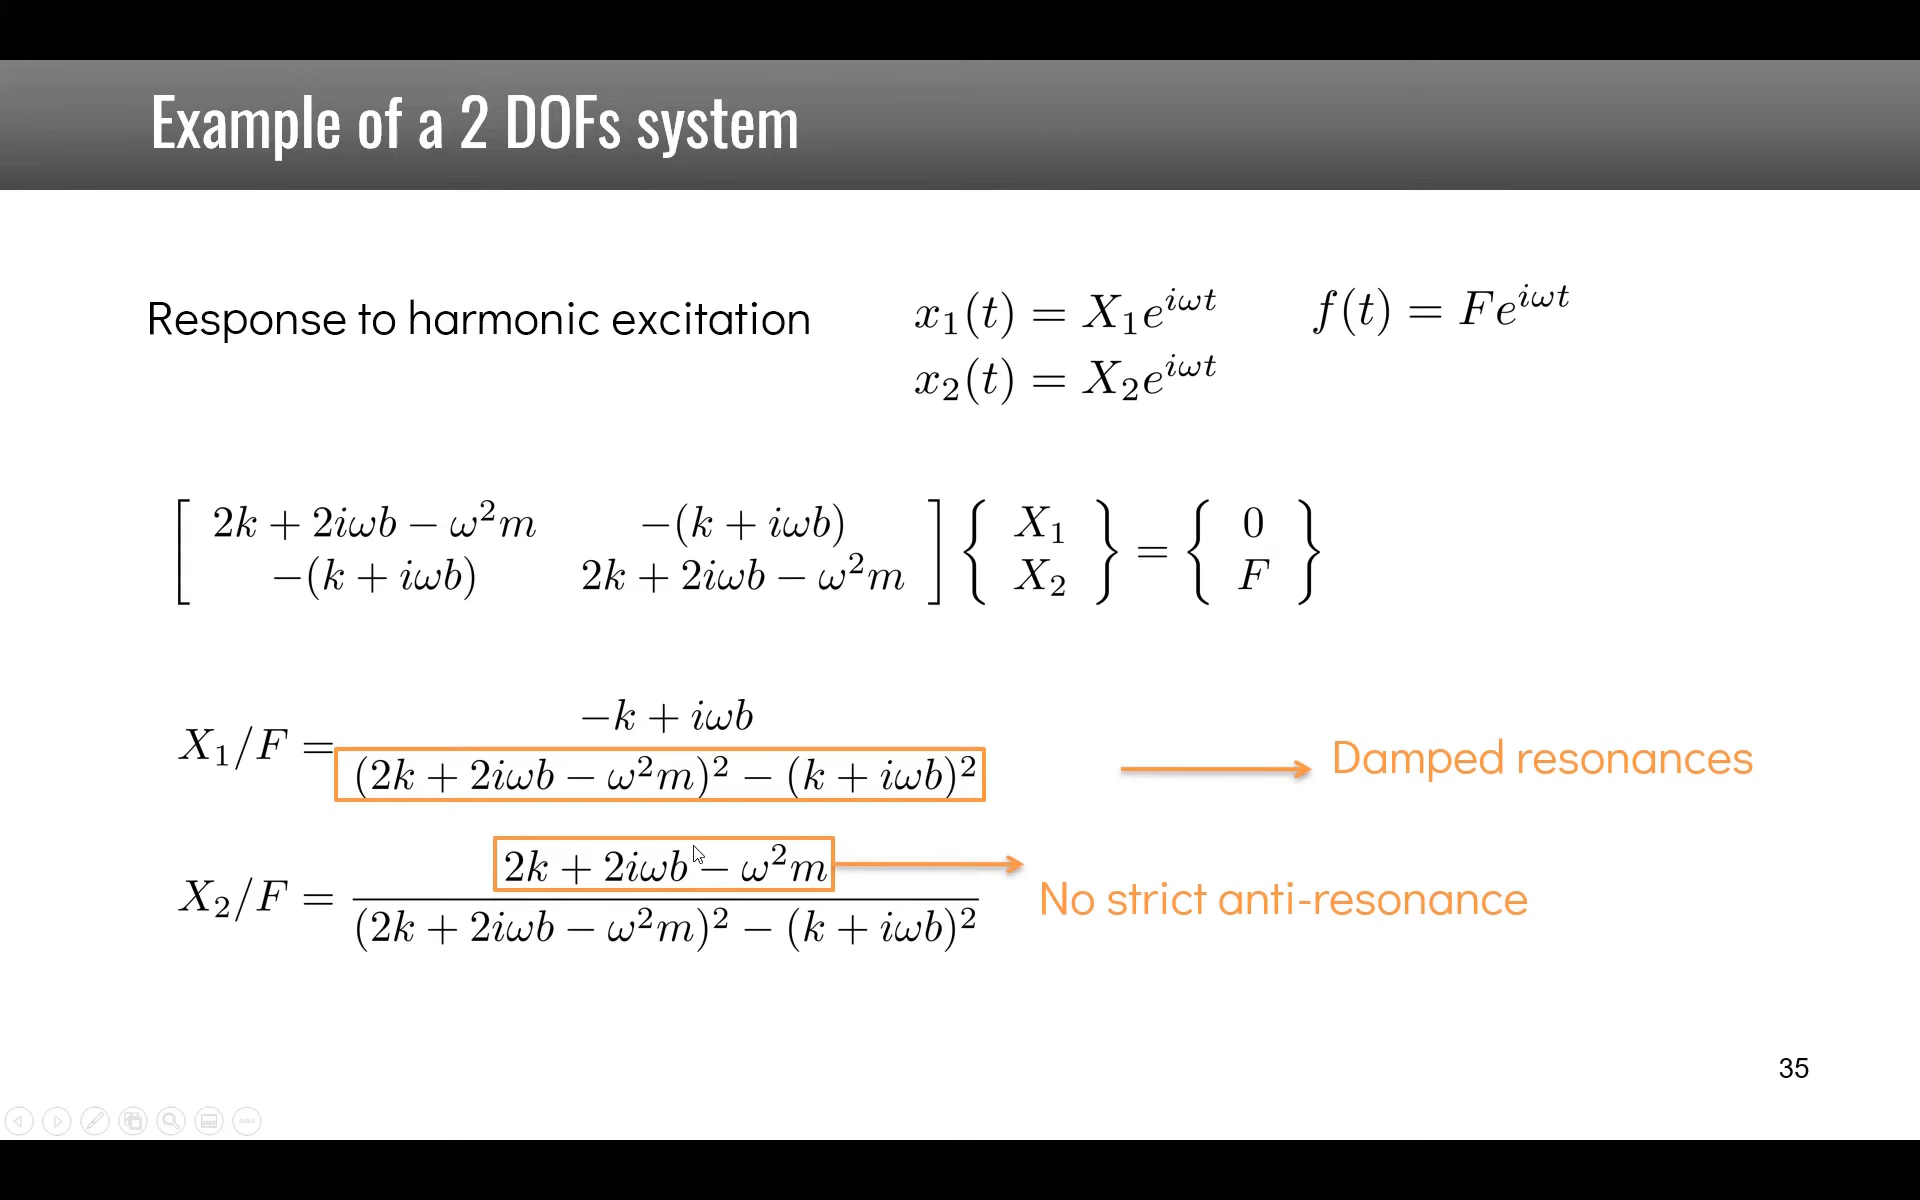 Example of a 2 DOFs system
Response to harmonic excitation
x₁(t) = X₁e^{iωt}
f(t) = Fe^{iωt}
x₂(t) = X₂e^{iωt}
[ 2k + 2iωb − ω²m   −(k + iωb) ] { X₁ } = { 0 }
[ −(k + iωb)   2k + 2iωb − ω²m ] { X₂ } = { F }
−k + iωb
X₁/F =
(2k + 2iωb − ω²m)² − (k + iωb)²
Damped resonances
2k + 2iωb − ω²m
X₂/F =
No strict anti-resonance
(2k + 2iωb − ω²m)² − (k + iωb)²
35